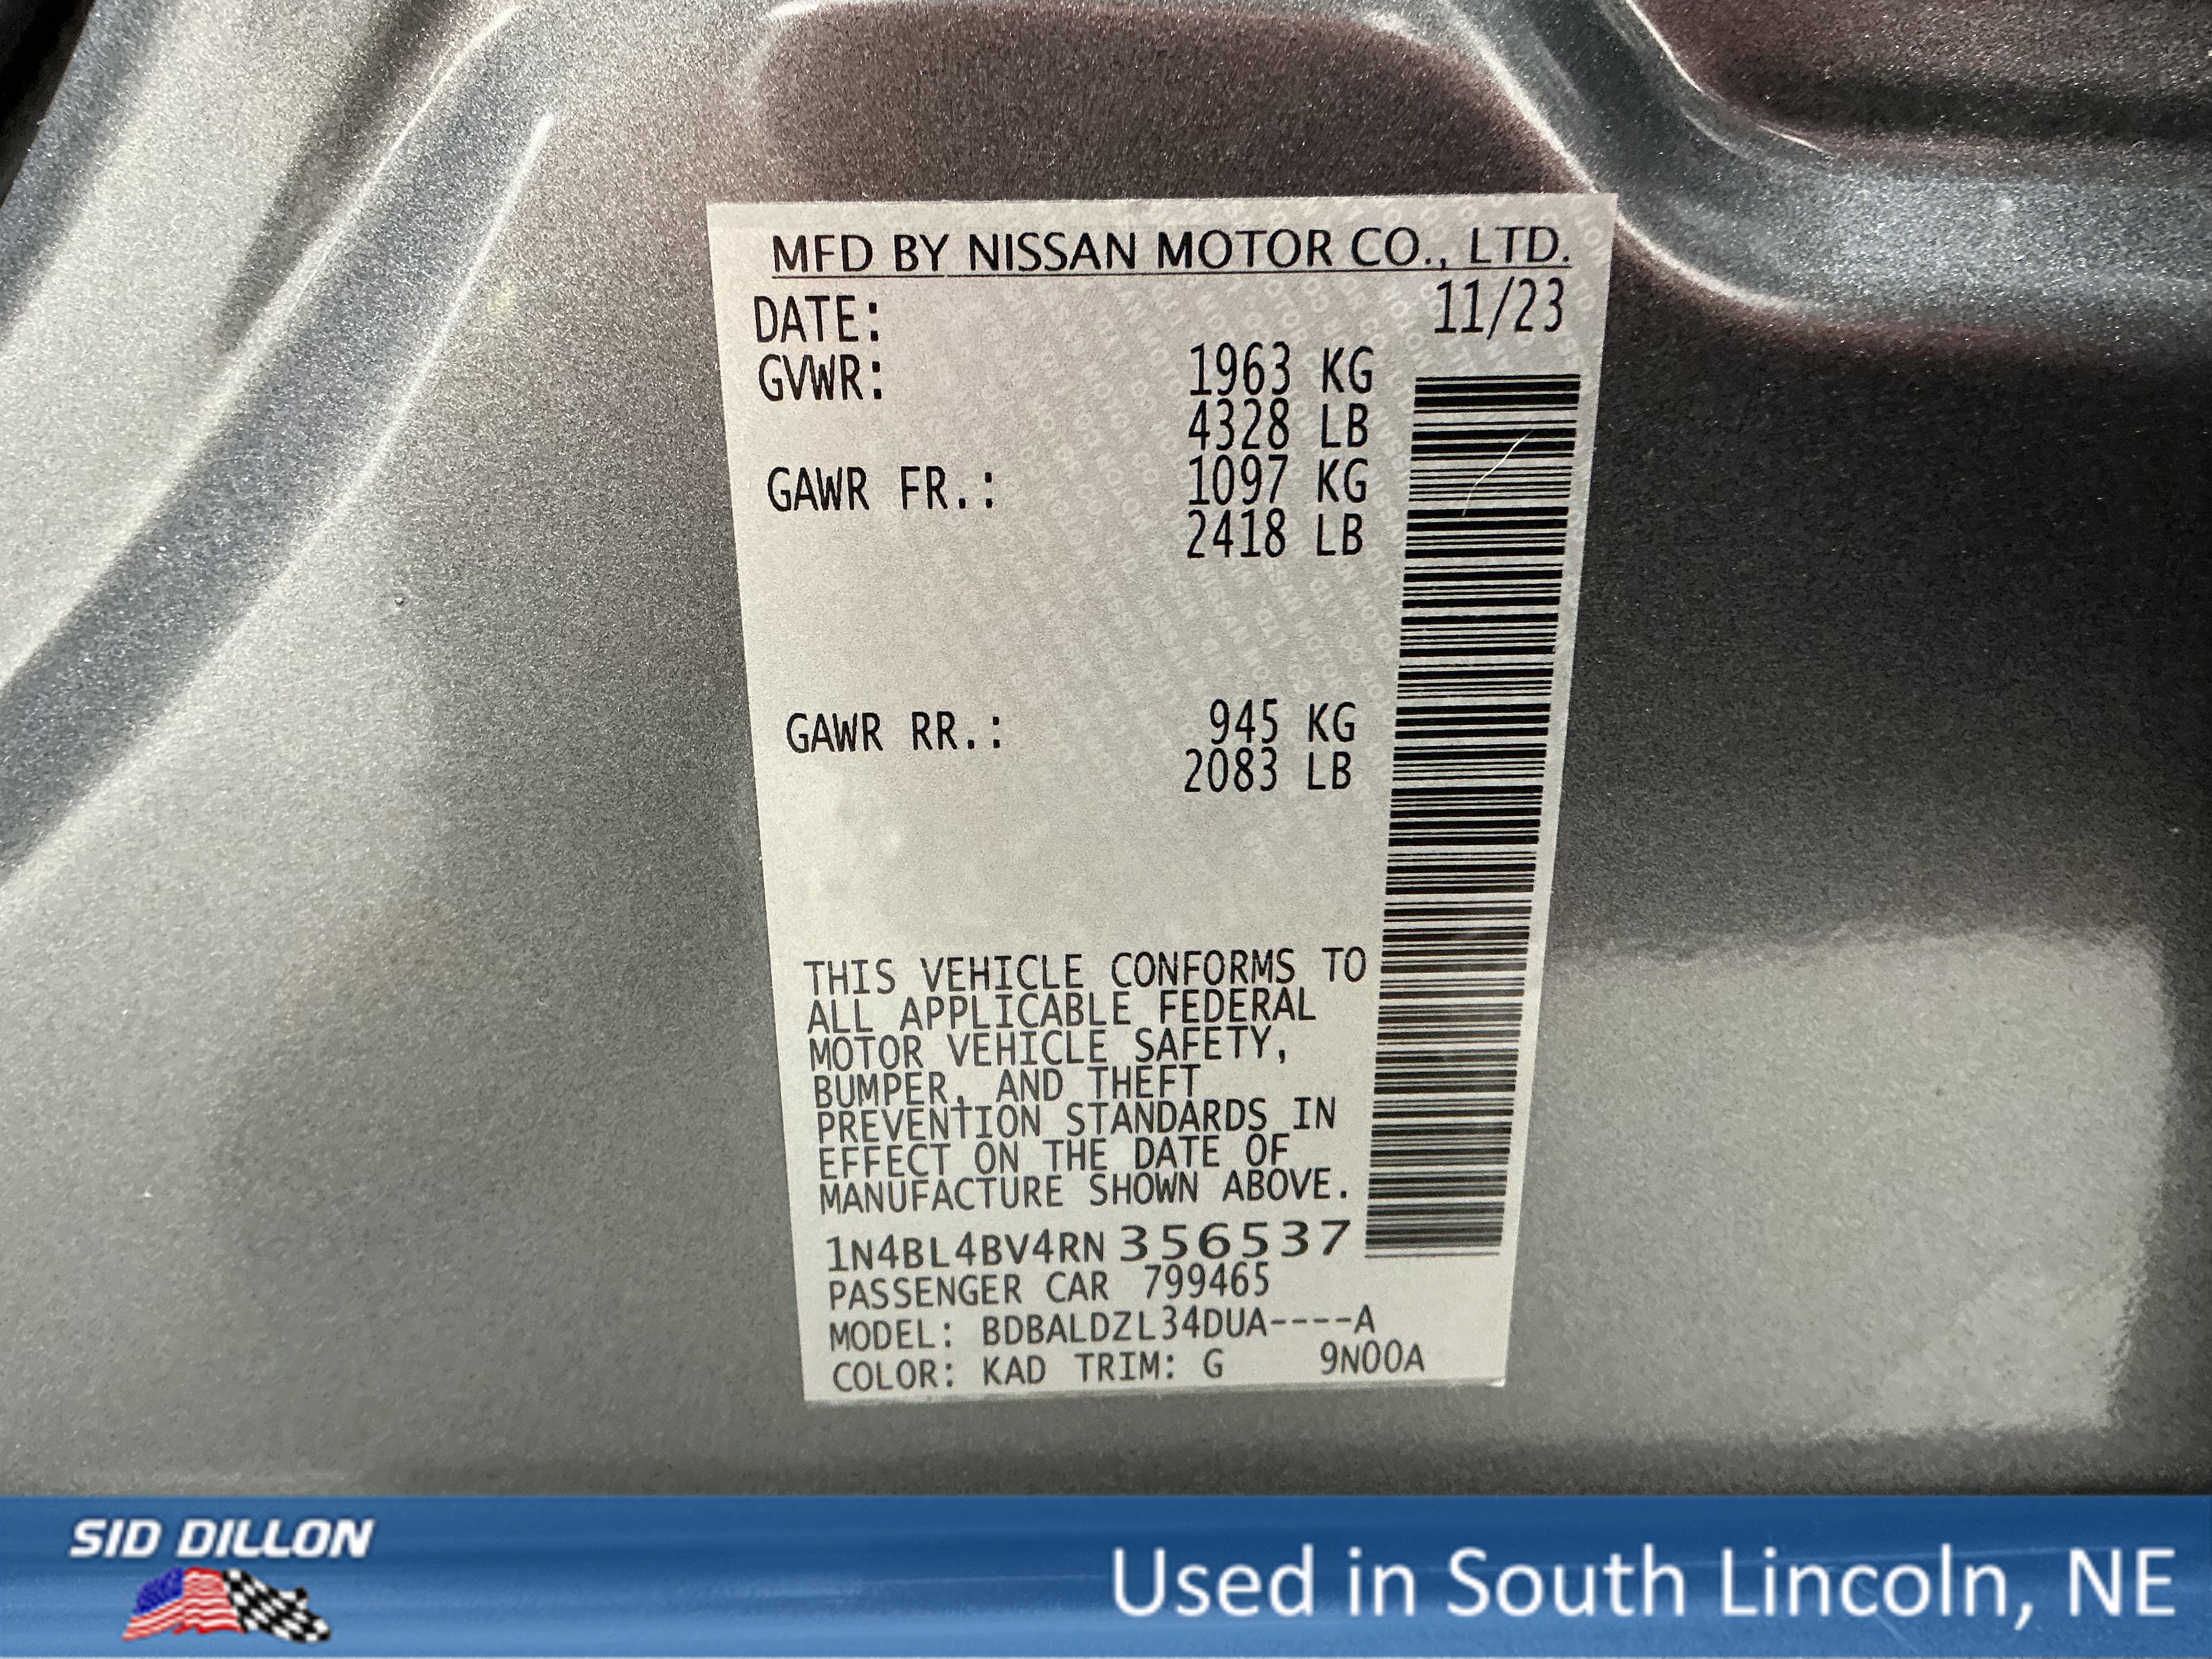 MFD BY NISSAN MOTOR CO., LTD.
DATE: 11/23
GVWR: 1963 KG
4328 LB
GAWR FR.: 1097 KG
2418 LB
GAWR RR.: 945 KG
2083 LB
THIS VEHICLE CONFORMS TO
ALL APPLICABLE FEDERAL
MOTOR VEHICLE SAFETY,
BUMPER, AND THEFT
PREVENTION STANDARDS IN
EFFECT ON THE DATE OF
MANUFACTURE SHOWN ABOVE.
1N4BL4BV4RN356537
PASSENGER CAR 799465
MODEL: BDBALDZL34DUA----A
COLOR: KAD TRIM: G 9N00A
SID DILLON
Used in South Lincoln, NE